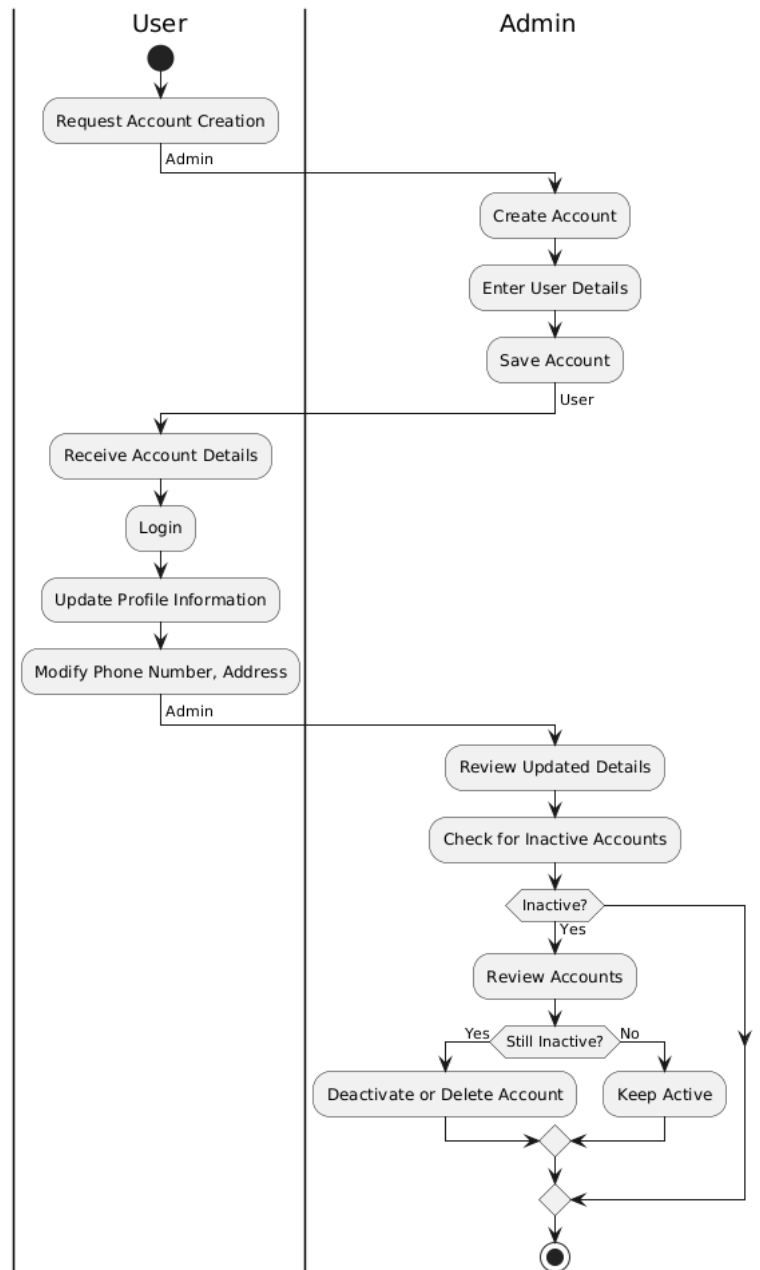 User
Admin
Request Account Creation
Admin
Create Account
Enter User Details
Save Account
User
Receive Account Details
Login
Update Profile Information
Modify Phone Number, Address
Admin
Review Updated Details
Check for Inactive Accounts
Inactive?
Yes
Review Accounts
Yes
Still Inactive?
No
Deactivate or Delete Account
Keep Active